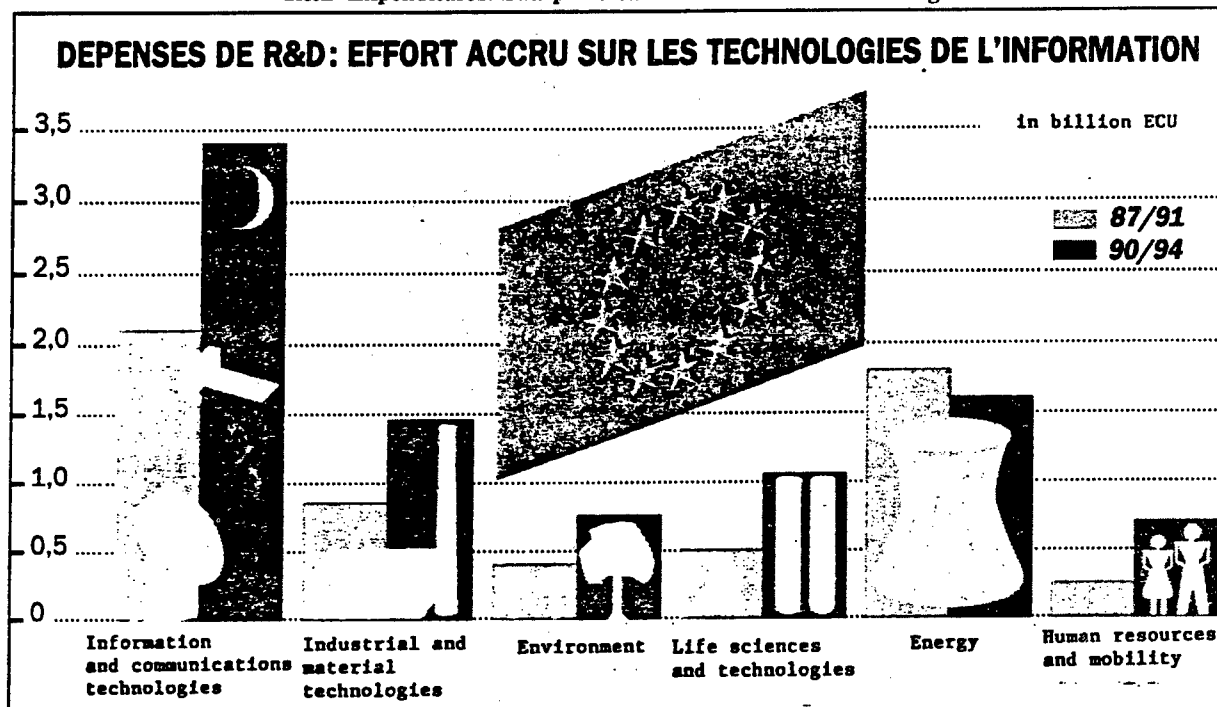 DEPENSES DE R&D: EFFORT ACCRU SUR LES TECHNOLOGIES DE L'INFORMATION
in billion ECU
3,5
3,0
2,5
2,0
1,5
1,0
0,5
0
87/91
90/94
Information
and communications
technologies
Industrial and
material
technologies
Environment
Life sciences
and technologies
Energy
Human resources
and mobility